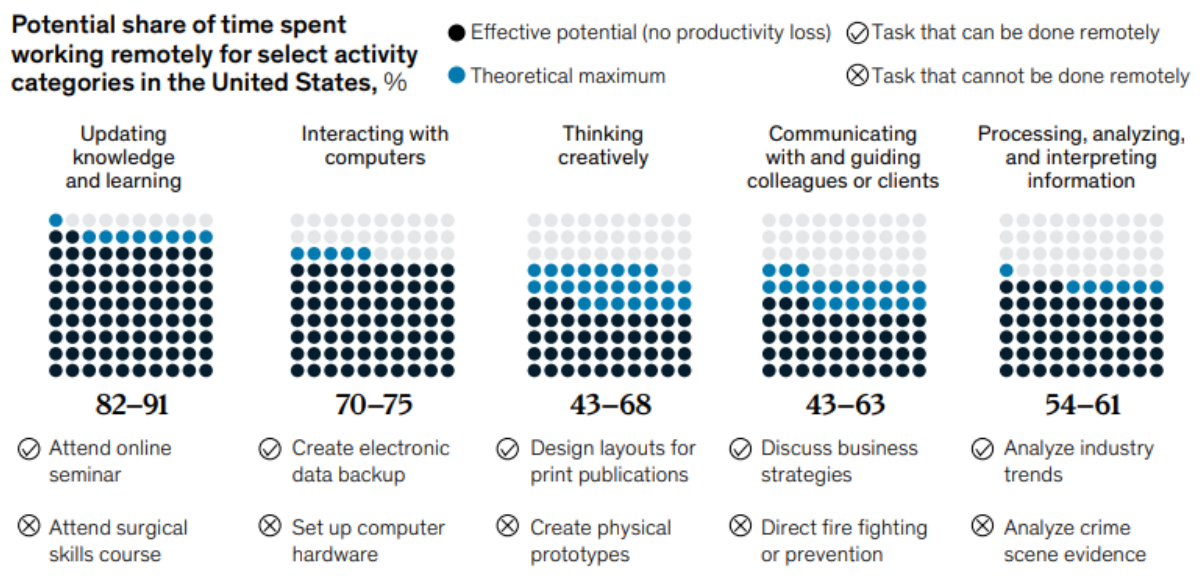 Potential share of time spent
working remotely for select activity
categories in the United States, %
Effective potential (no productivity loss)
Task that can be done remotely
Theoretical maximum
Task that cannot be done remotely
Updating
knowledge
and learning
Interacting with
computers
Thinking
creatively
Communicating
with and guiding
colleagues or clients
Processing, analyzing,
and interpreting
information
82–91
70–75
43–68
43–63
54–61
Attend online
seminar
Create electronic
data backup
Design layouts for
print publications
Discuss business
strategies
Analyze industry
trends
Attend surgical
skills course
Set up computer
hardware
Create physical
prototypes
Direct fire fighting
or prevention
Analyze crime
scene evidence